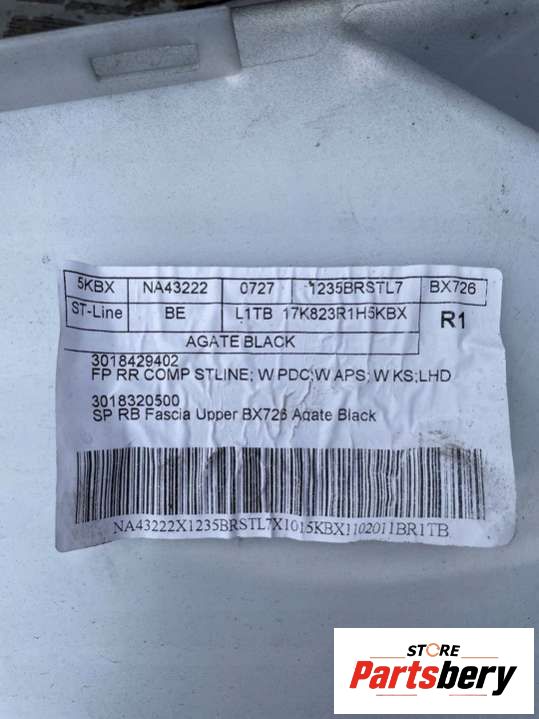 5KBX NA43222 0727 1235BRSTL7 BX726
ST-Line BE L1TB 17K823R1H5KBX R1
AGATE BLACK
3018429402
FP RR COMP STLINE; W PDC;W APS; W KS;LHD
3018320500
SP RB Fascia Upper BX726 Agate Black
NA43222X1235BRSTL7X1015KBX1102011BR1TB
STORE
Partsbery